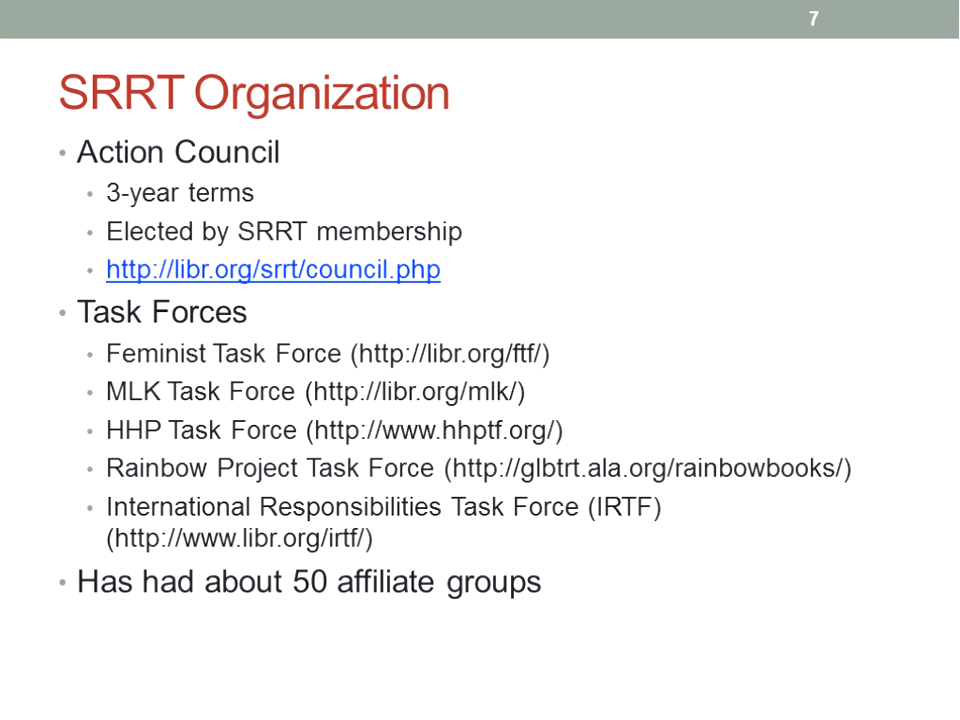 7
SRRT Organization
• Action Council
• 3-year terms
• Elected by SRRT membership
• http://libr.org/srrt/council.php
• Task Forces
• Feminist Task Force (http://libr.org/ftf/)
• MLK Task Force (http://libr.org/mlk/)
• HHP Task Force (http://www.hhptf.org/)
• Rainbow Project Task Force (http://glbtrt.ala.org/rainbowbooks/)
• International Responsibilities Task Force (IRTF)
(http://www.libr.org/irtf/)
• Has had about 50 affiliate groups